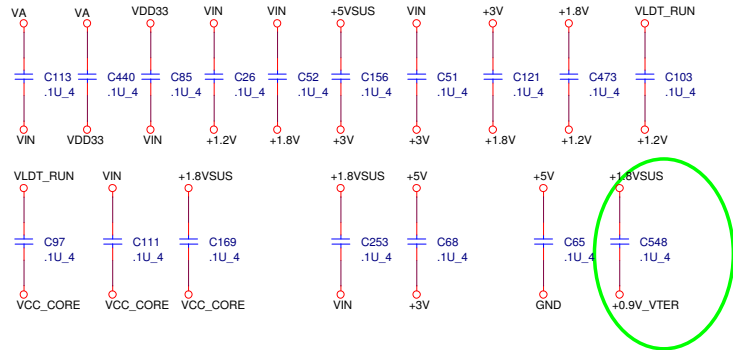 VA VA VDD33 VIN VIN +5VSUS VIN +3V +1.8V VLDT_RUN
C113 C440 C85 C26 C52 C156 C51 C121 C473 C103
.1U_4 .1U_4 .1U_4 .1U_4 .1U_4 .1U_4 .1U_4 .1U_4 .1U_4 .1U_4
VIN VDD33 VIN +1.2V +1.8V +3V +3V +1.8V +1.2V +1.2V
VLDT_RUN VIN +1.8VSUS +1.8VSUS +5V +5V +1.8VSUS
C97 C111 C169 C253 C68 C65 C548
.1U_4 .1U_4 .1U_4 .1U_4 .1U_4 .1U_4 .1U_4
VCC_CORE VCC_CORE VCC_CORE VIN +3V GND +0.9V_VTER